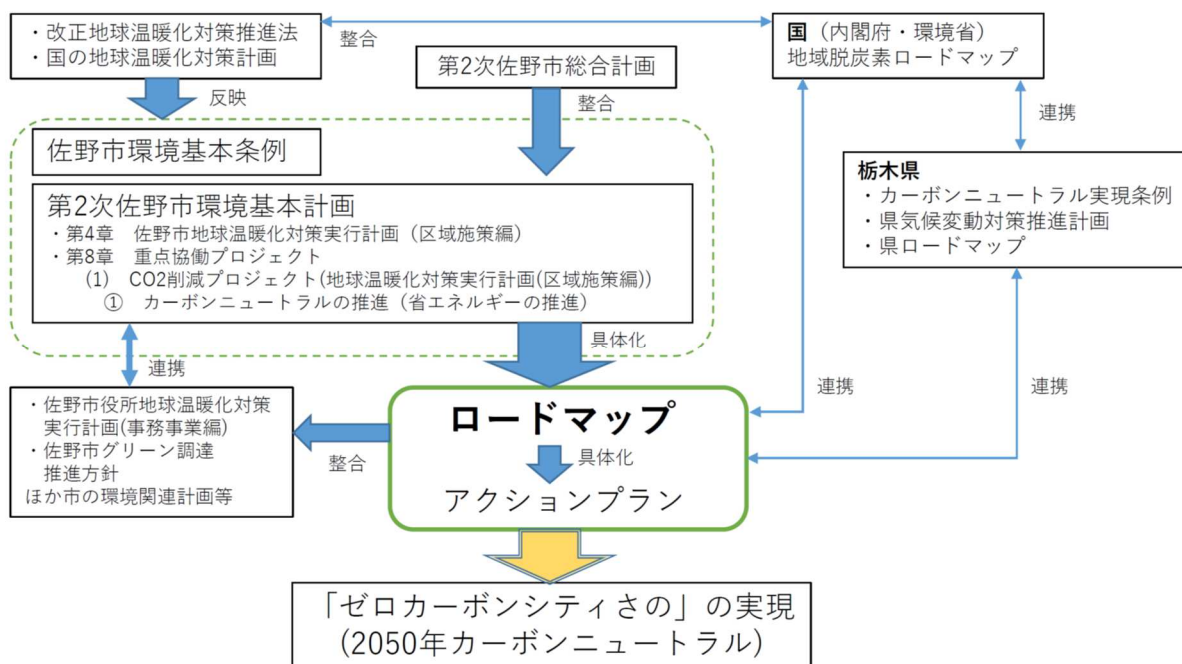 ・改正地球温暖化対策推進法
・国の地球温暖化対策計画
整合
国（内閣府・環境省）
地域脱炭素ロードマップ
第2次佐野市総合計画
反映
整合
連携
佐野市環境基本条例
栃木県
・カーボンニュートラル実現条例
・県気候変動対策推進計画
・県ロードマップ
第2次佐野市環境基本計画
・第4章　佐野市地球温暖化対策実行計画（区域施策編）
・第8章　重点協働プロジェクト
(1)　CO2削減プロジェクト(地球温暖化対策実行計画(区域施策編))
①　カーボンニュートラルの推進（省エネルギーの推進）
具体化
連携
連携
連携
・佐野市役所地球温暖化対策
実行計画(事務事業編)
・佐野市グリーン調達
推進方針
ほか市の環境関連計画等
整合
ロードマップ
具体化
アクションプラン
「ゼロカーボンシティさの」の実現
(2050年カーボンニュートラル)